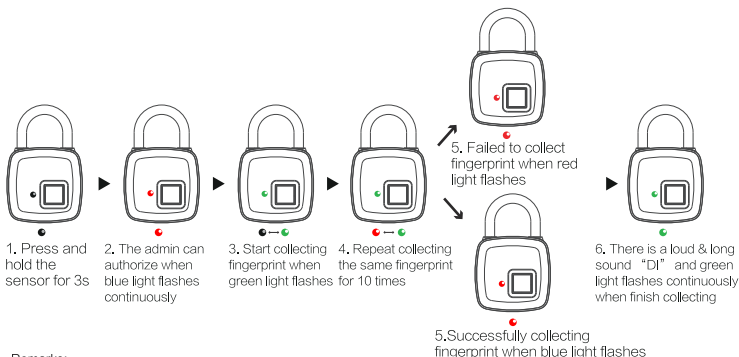 1. Press and
hold the
sensor for 3s
2. The admin can
authorize when
blue light flashes
continuously
3. Start collecting
fingerprint when
green light flashes
4. Repeat collecting
the same fingerprint
for 10 times
5. Failed to collect
fingerprint when red
light flashes
5.Successfully collecting
fingerprint when blue light flashes
6. There is a loud & long
sound “DI” and green
light flashes continuously
when finish collecting